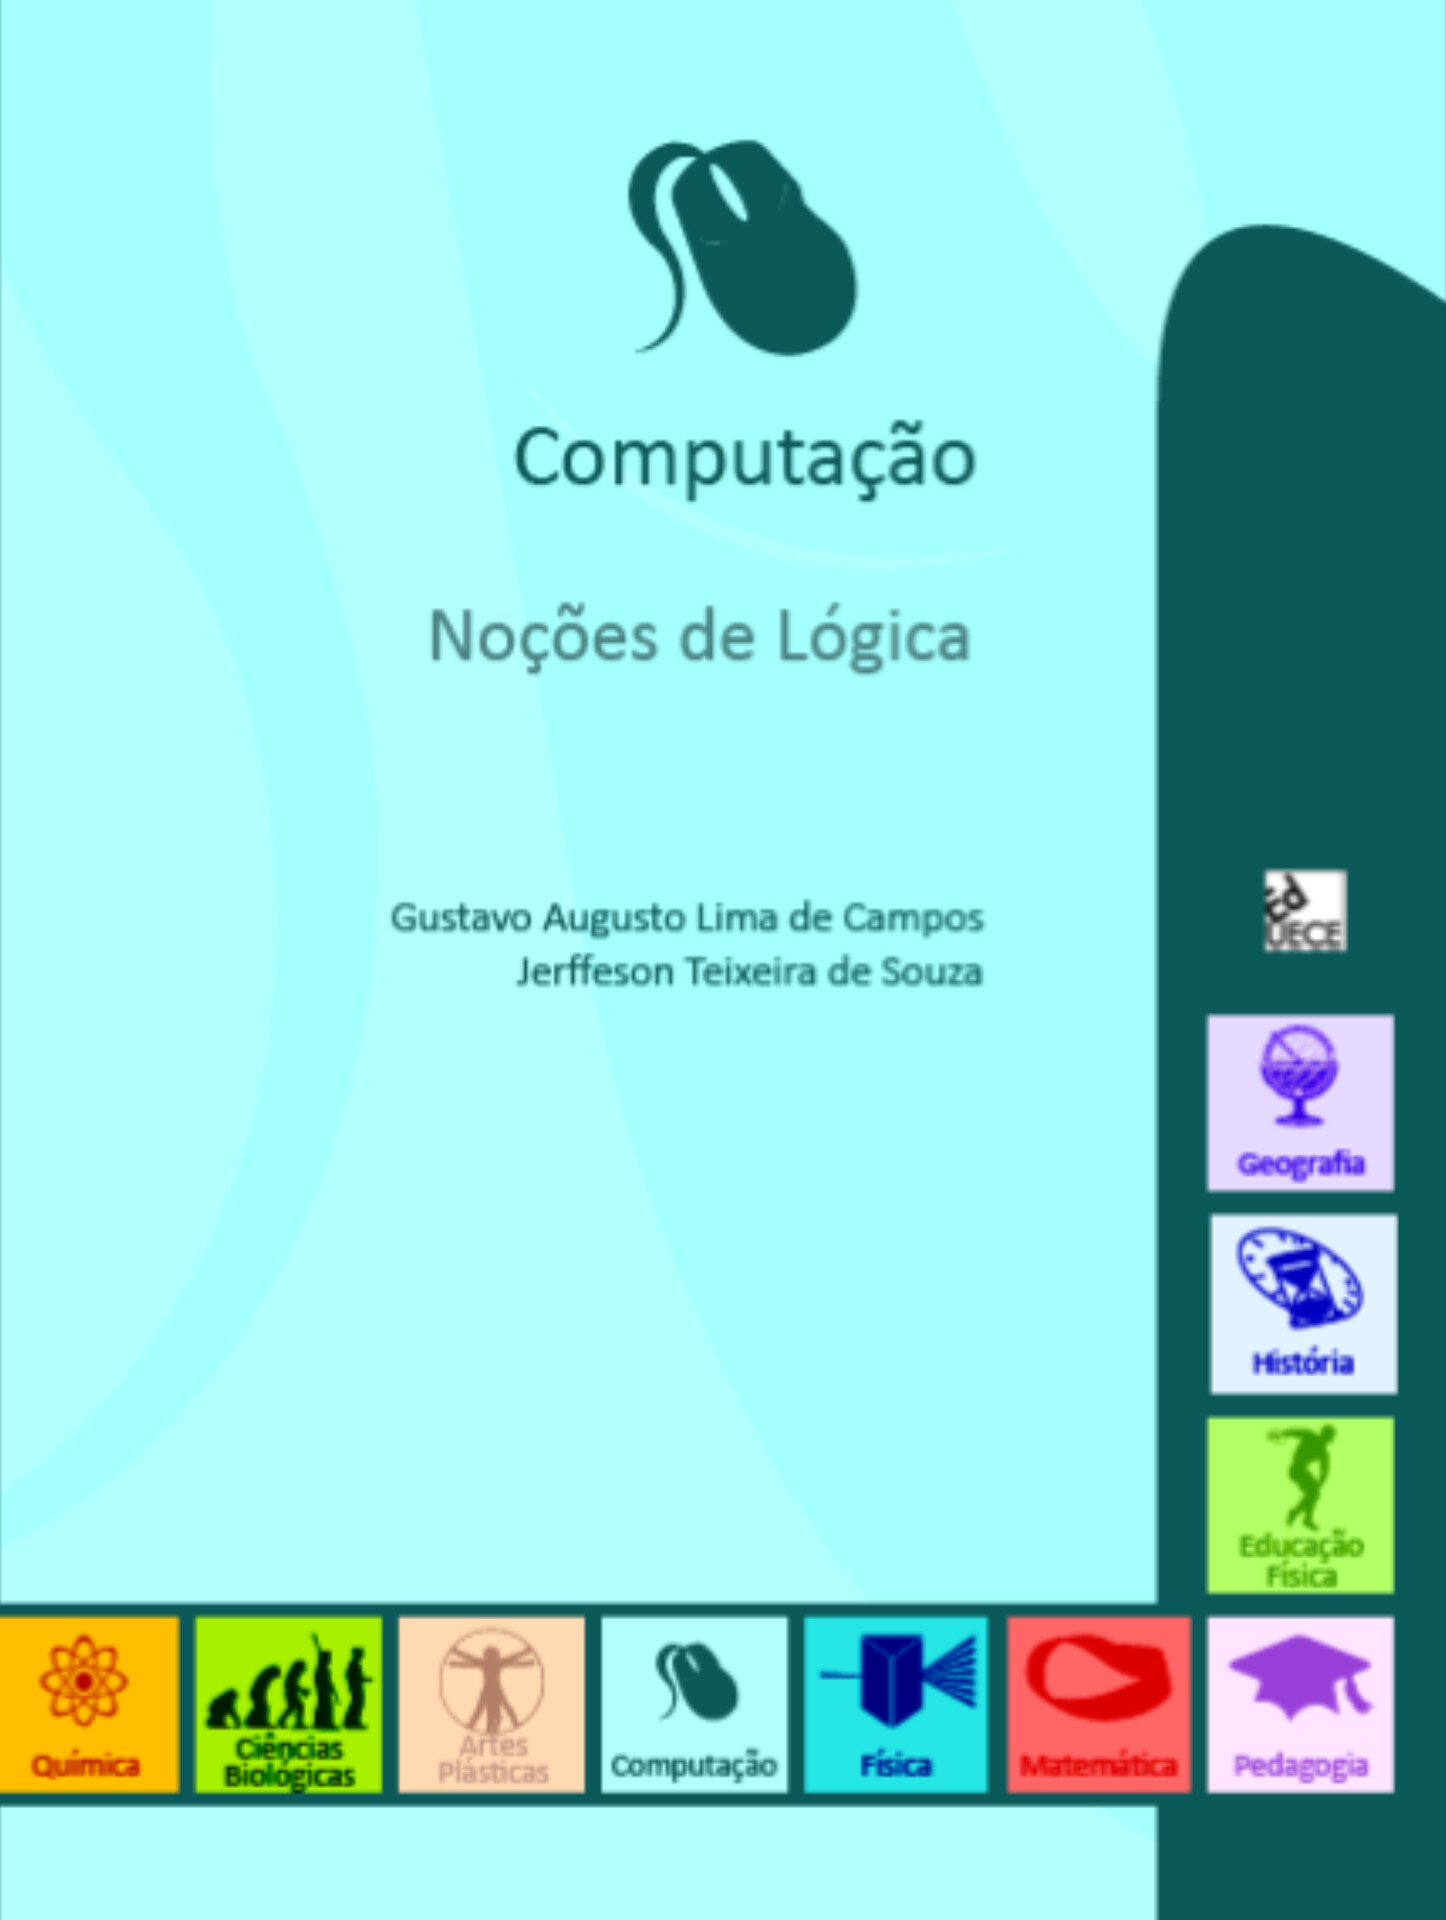 Computação
Noções de Lógica
Gustavo Augusto Lima de Campos
Jerffeson Teixeira de Souza
Ed
UECE
Geografia
História
Educação
Física
Química
Ciências
Biológicas
Artes
Plásticas
Computação
Física
Matemática
Pedagogia